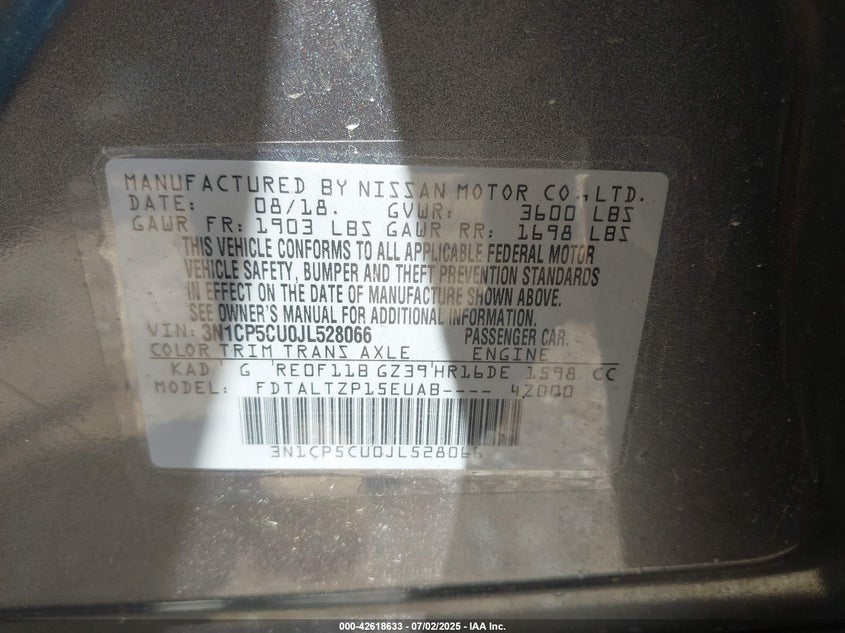 MANUFACTURED BY NISSAN MOTOR CO., LTD.
DATE: 08/18. GVWR: 3600 LBS
GAWR FR: 1903 LBS GAWR RR: 1698 LBS
THIS VEHICLE CONFORMS TO ALL APPLICABLE FEDERAL MOTOR
VEHICLE SAFETY, BUMPER AND THEFT PREVENTION STANDARDS
IN EFFECT ON THE DATE OF MANUFACTURE SHOWN ABOVE.
SEE OWNER'S MANUAL FOR ADDITIONAL INFORMATION.
VIN: 3N1CP5CU0JL528066 PASSENGER CAR.
COLOR TRIM TRANS AXLE ENGINE
KAD G RE0F11B GZ39 HR16DE 1598 CC
MODEL: FDTALTZP15EUAB---- 4Z000
3N1CP5CU0JL528066
000-42618633 - 07/02/2025 - IAA Inc.